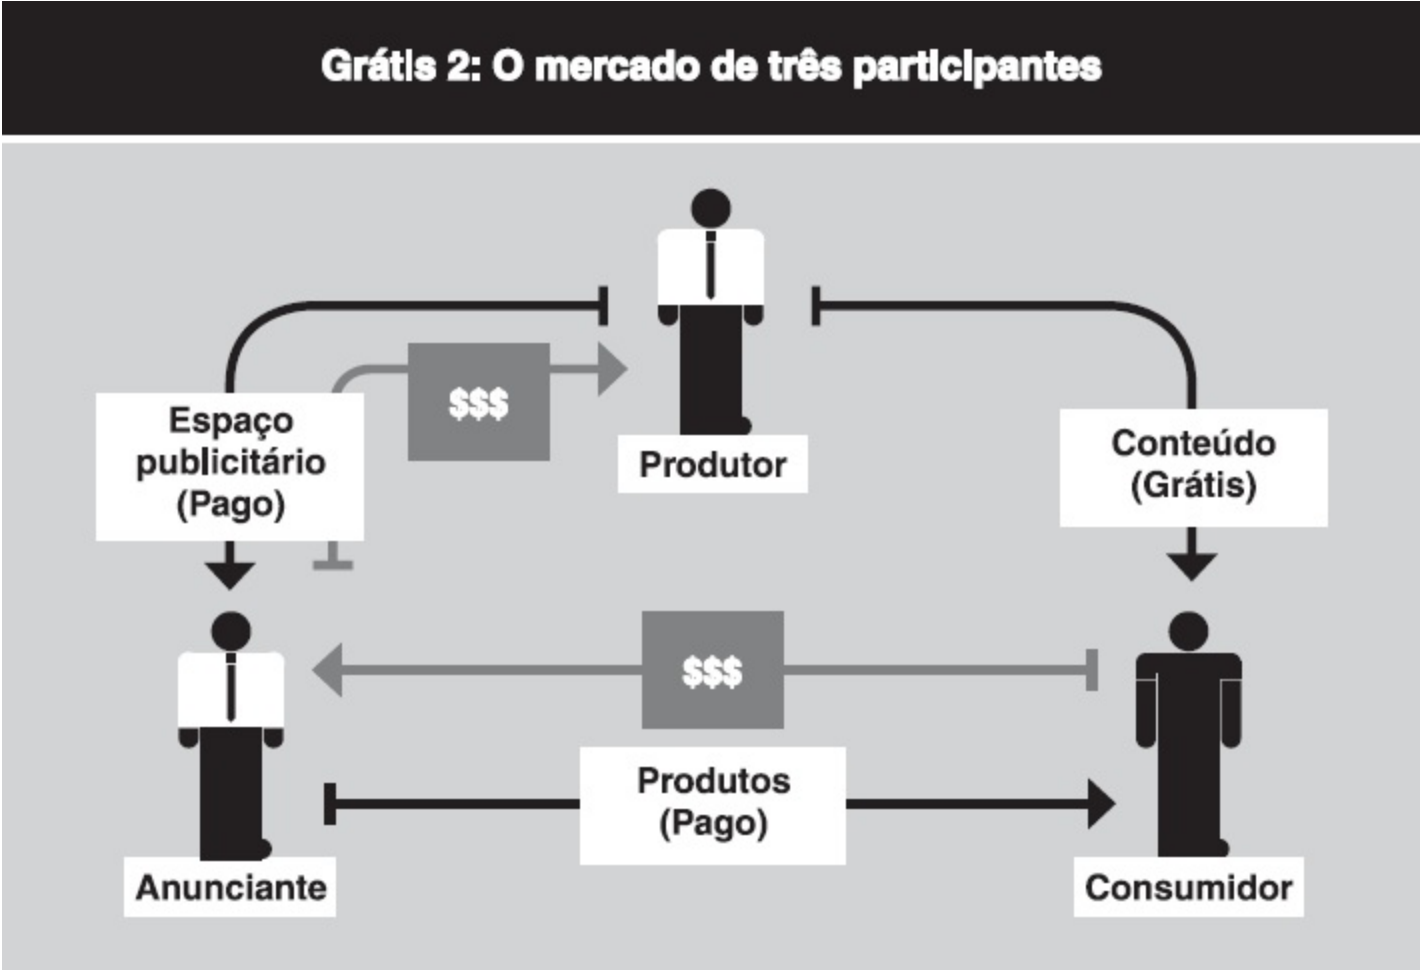 Grátis 2: O mercado de três participantes
$$$
Espaço
publicitário
(Pago)
Produtor
Conteúdo
(Grátis)
$$$
Produtos
(Pago)
Anunciante
Consumidor